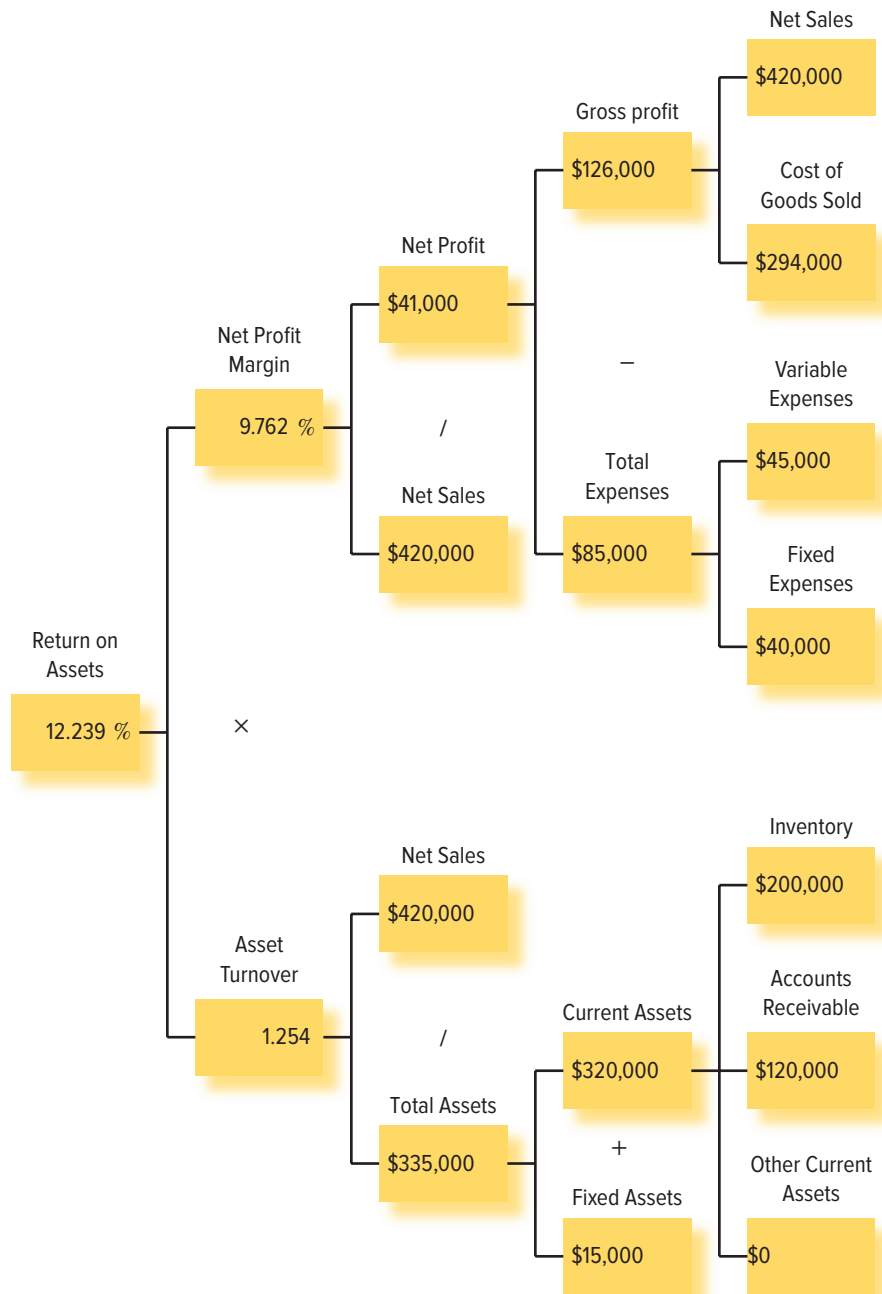 Net Sales
$420,000
Gross profit
$126,000
Cost of
Goods Sold
$294,000
Net Profit
$41,000
Net Profit
Margin
9.762 %
/
−
Variable
Expenses
$45,000
Total
Expenses
$85,000
Net Sales
$420,000
Fixed
Expenses
$40,000
Return on
Assets
12.239 %
×
Inventory
$200,000
Net Sales
$420,000
Asset
Turnover
1.254
/
Current Assets
$320,000
Accounts
Receivable
$120,000
Total Assets
$335,000
+
Fixed Assets
$15,000
Other Current
Assets
$0